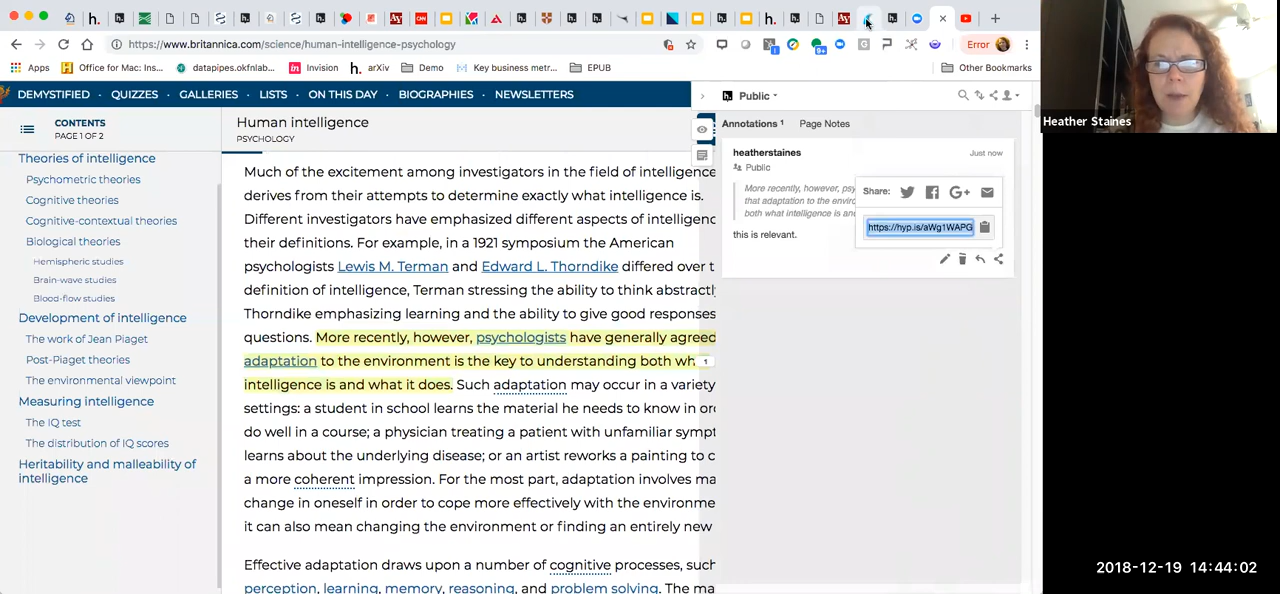 https://www.britannica.com/science/human-intelligence-psychology
Error
Apps
Office for Mac: Ins...
datapipes.okfnlab...
Invision
h. arXiv
Demo
Key business metr...
EPUB
Other Bookmarks
DEMYSTIFIED · QUIZZES · GALLERIES · LISTS · ON THIS DAY · BIOGRAPHIES · NEWSLETTERS
CONTENTS
PAGE 1 OF 2
Theories of intelligence
Psychometric theories
Cognitive theories
Cognitive-contextual theories
Biological theories
Hemispheric studies
Brain-wave studies
Blood-flow studies
Development of intelligence
The work of Jean Piaget
Post-Piaget theories
The environmental viewpoint
Measuring intelligence
The IQ test
The distribution of IQ scores
Heritability and malleability of
intelligence
Human intelligence
PSYCHOLOGY
Much of the excitement among investigators in the field of intelligence
derives from their attempts to determine exactly what intelligence is.
Different investigators have emphasized different aspects of intelligenc
their definitions. For example, in a 1921 symposium the American
psychologists Lewis M. Terman and Edward L. Thorndike differed over t
definition of intelligence, Terman stressing the ability to think abstractly
Thorndike emphasizing learning and the ability to give good responses
questions. More recently, however, psychologists have generally agreed
adaptation to the environment is the key to understanding both wh
intelligence is and what it does. Such adaptation may occur in a variety
settings: a student in school learns the material he needs to know in ord
do well in a course; a physician treating a patient with unfamiliar sympt
learns about the underlying disease; or an artist reworks a painting to c
a more coherent impression. For the most part, adaptation involves ma
change in oneself in order to cope more effectively with the environme
it can also mean changing the environment or finding an entirely new
Effective adaptation draws upon a number of cognitive processes, such
perception, learning, memory, reasoning, and problem solving. The ma
1
Public
Annotations 1
Page Notes
heatherstaines
Just now
Public
More recently, however, psy
that adaptation to the enviro
both what intelligence is an
this is relevant.
Share:
https://hyp.is/aWg1WAPG
Heather Staines
2018-12-19 14:44:02